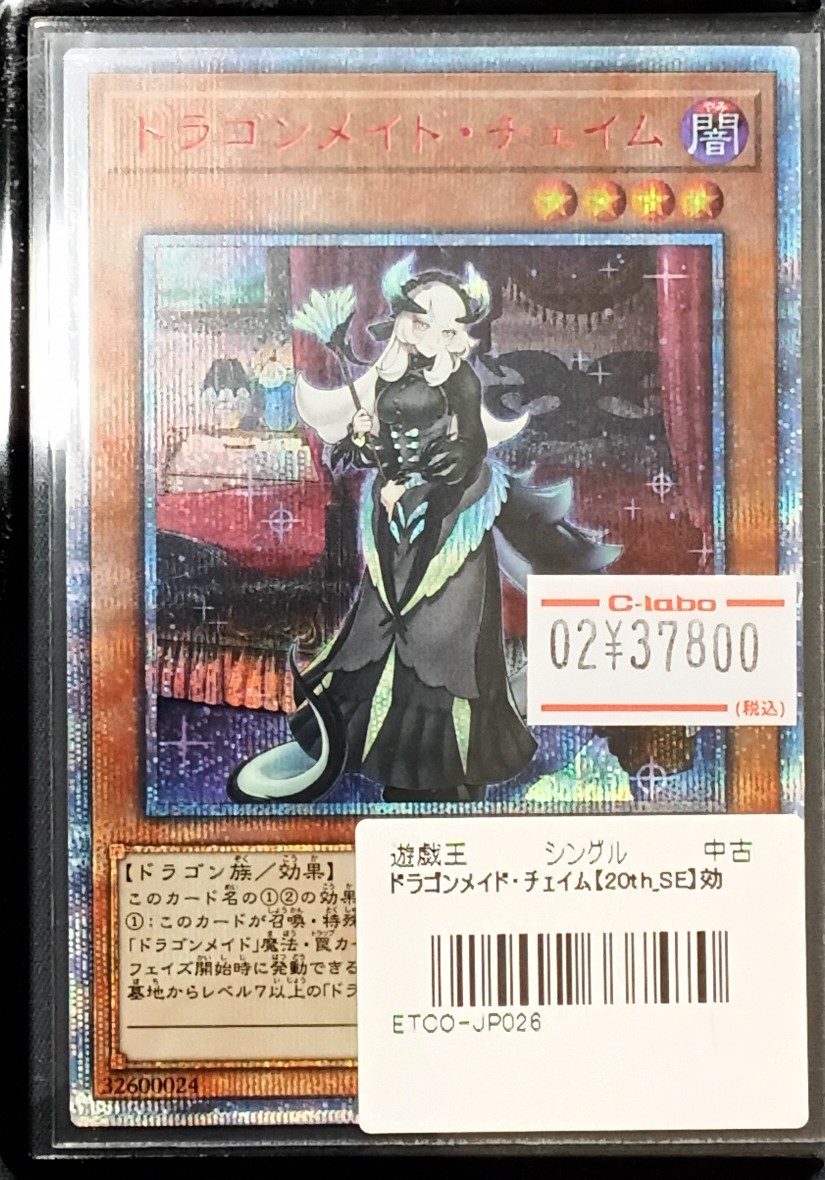 ドラゴンメイド・チェイム
やみ
闇
C-labo
02¥37800
(税込)
遊戯王 シングル 中古
ドラゴンメイド・チェイム【20th_SE】効
ETCO-JP026
【ドラゴン族／効果】
このカード名の①②の効果
①:このカードが召喚・特殊
「ドラゴンメイド」魔法・罠カー
フェイズ開始時に発動できる
墓地からレベル7以上の「ドラ
32600024